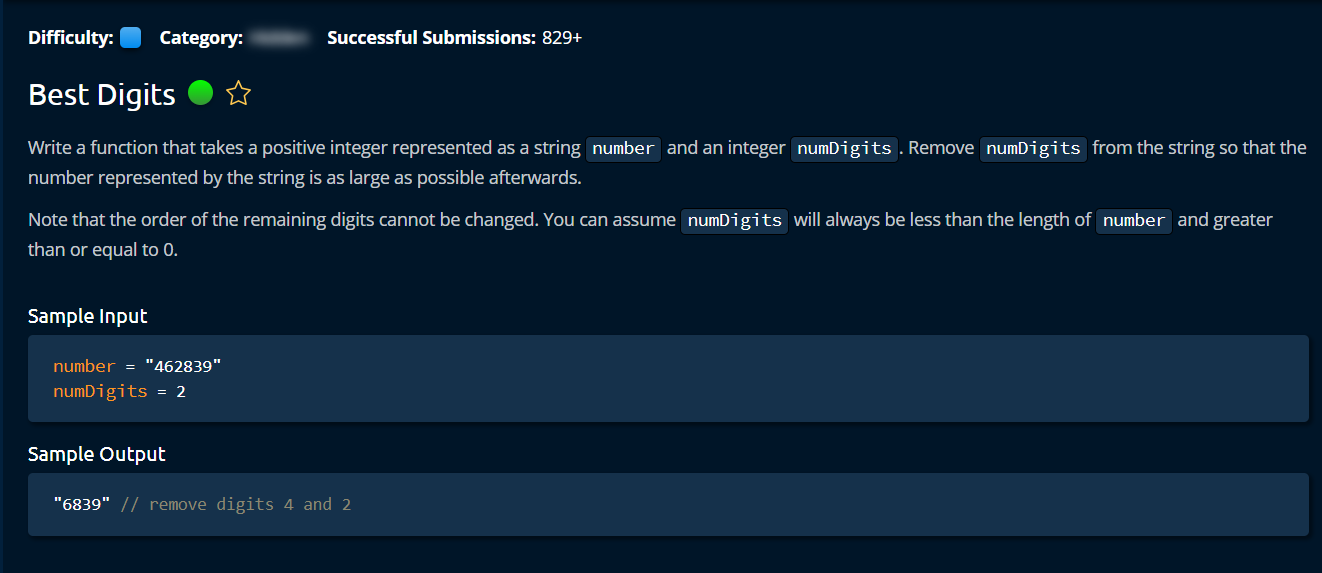 Difficulty: Category: Successful Submissions: 829+
Best Digits
Write a function that takes a positive integer represented as a string number and an integer numDigits. Remove numDigits from the string so that the
number represented by the string is as large as possible afterwards.
Note that the order of the remaining digits cannot be changed. You can assume numDigits will always be less than the length of number and greater
than or equal to 0.
Sample Input
number = "462839"
numDigits = 2
Sample Output
"6839" // remove digits 4 and 2